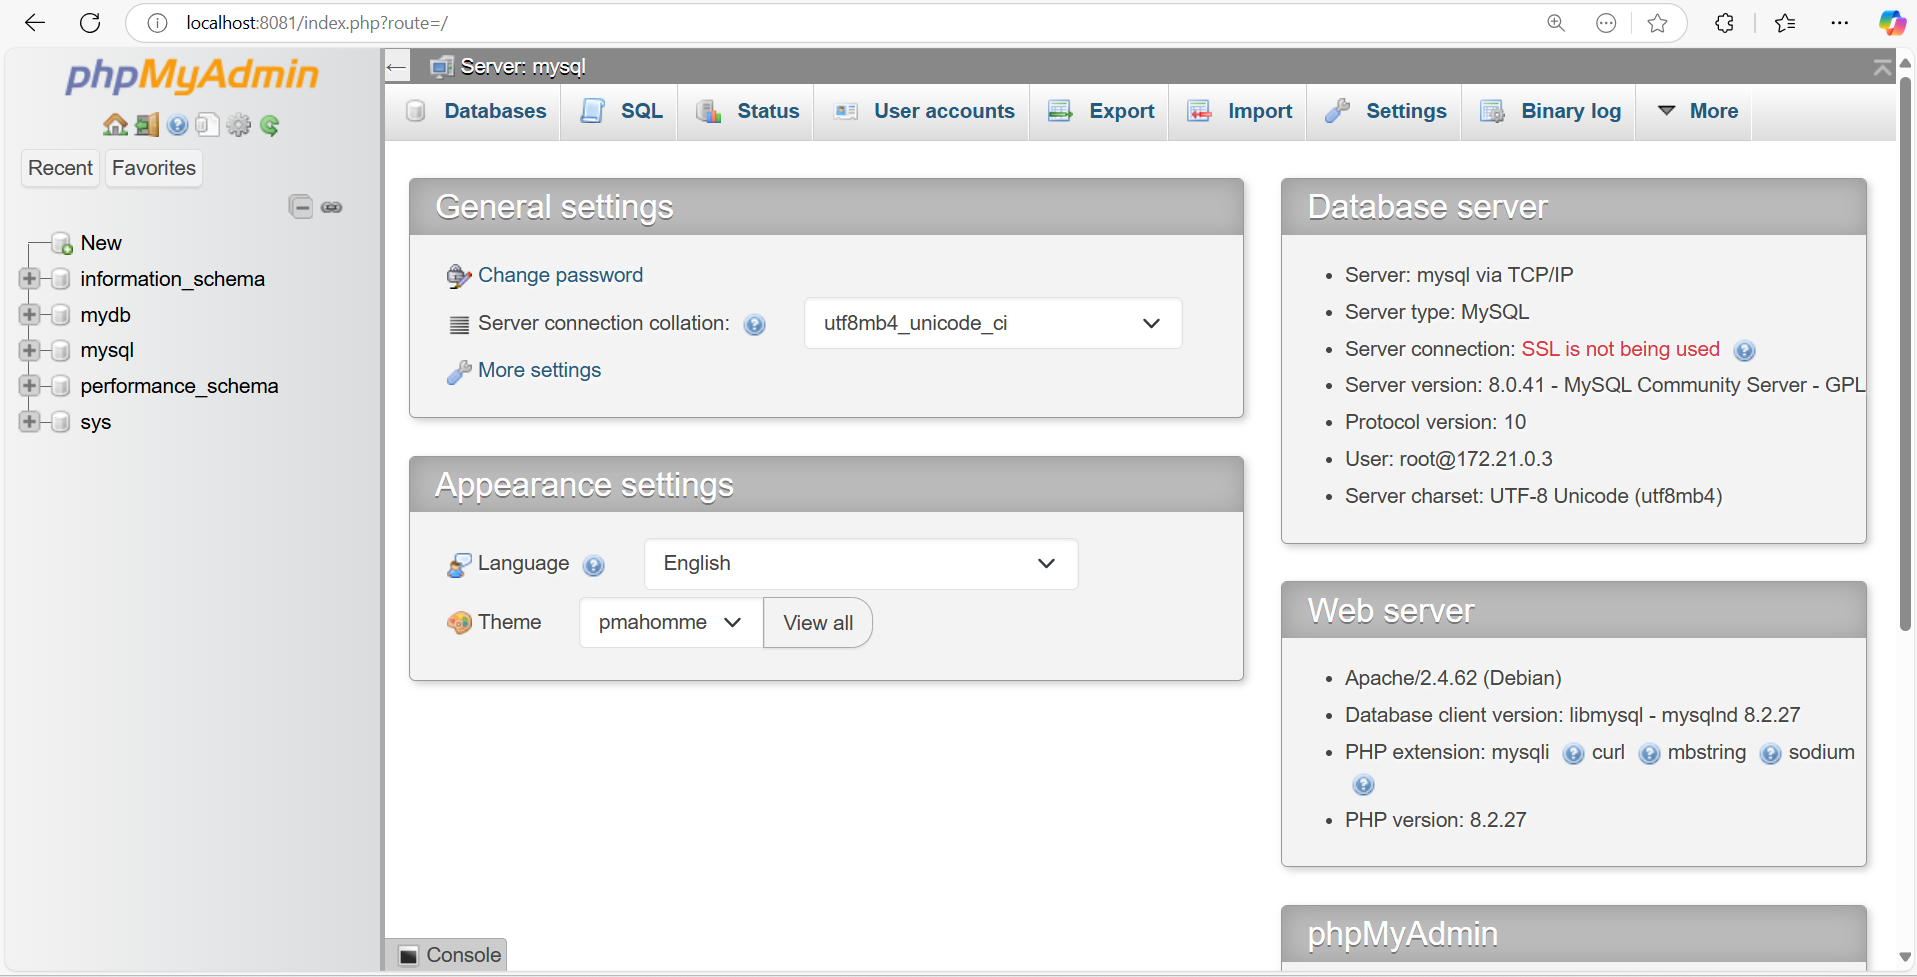 localhost:8081/index.php?route=/
phpMyAdmin
Recent
Favorites
New
information_schema
mydb
mysql
performance_schema
sys
Server: mysql
Databases
SQL
Status
User accounts
Export
Import
Settings
Binary log
More
General settings
Change password
Server connection collation:
utf8mb4_unicode_ci
More settings
Appearance settings
Language
English
Theme
pmahomme
View all
Database server
Server: mysql via TCP/IP
Server type: MySQL
Server connection: SSL is not being used
Server version: 8.0.41 - MySQL Community Server - GPL
Protocol version: 10
User: root@172.21.0.3
Server charset: UTF-8 Unicode (utf8mb4)
Web server
Apache/2.4.62 (Debian)
Database client version: libmysql - mysqlnd 8.2.27
PHP extension: mysqli curl mbstring sodium
PHP version: 8.2.27
phpMyAdmin
Console